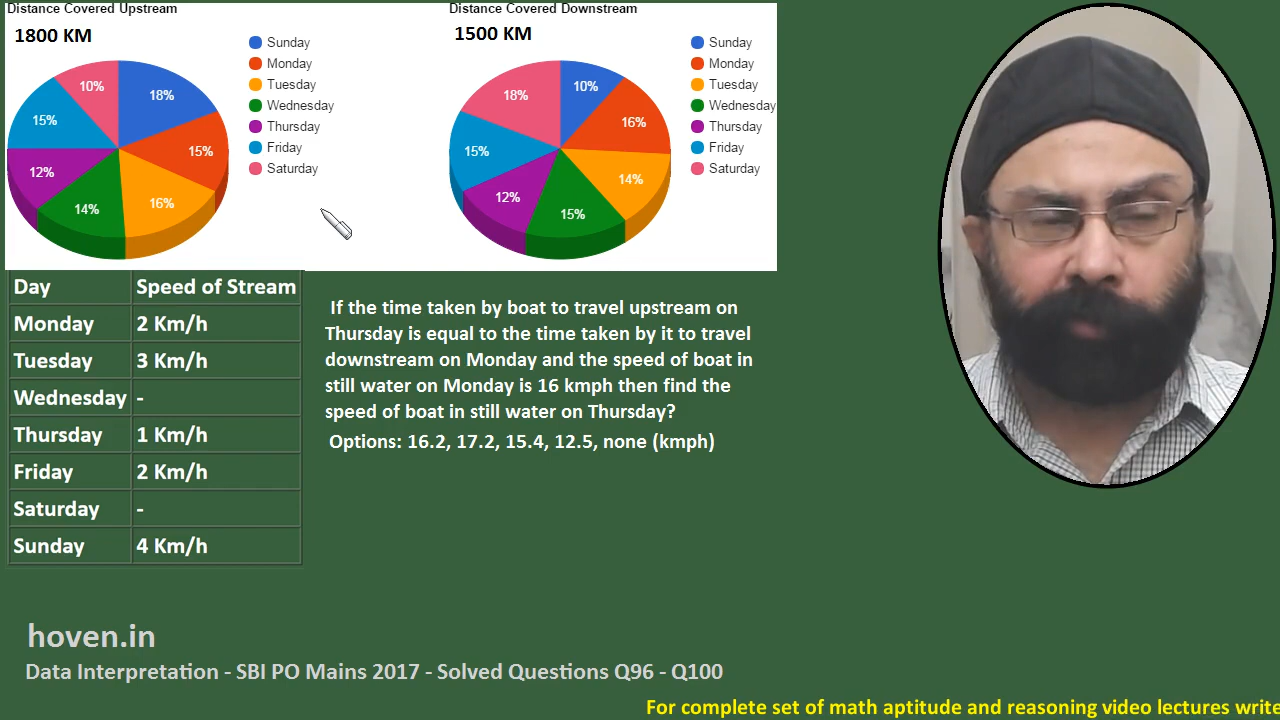 Distance Covered Upstream
1800 KM
Sunday
Monday
Tuesday
Wednesday
Thursday
Friday
Saturday
18%
15%
16%
14%
12%
15%
10%
Distance Covered Downstream
1500 KM
Sunday
Monday
Tuesday
Wednesday
Thursday
Friday
Saturday
10%
16%
14%
15%
12%
15%
18%
Day Speed of Stream
Monday 2 Km/h
Tuesday 3 Km/h
Wednesday -
Thursday 1 Km/h
Friday 2 Km/h
Saturday -
Sunday 4 Km/h
If the time taken by boat to travel upstream on
Thursday is equal to the time taken by it to travel
downstream on Monday and the speed of boat in
still water on Monday is 16 kmph then find the
speed of boat in still water on Thursday?
Options: 16.2, 17.2, 15.4, 12.5, none (kmph)
hoven.in
Data Interpretation - SBI PO Mains 2017 - Solved Questions Q96 - Q100
For complete set of math aptitude and reasoning video lectures write